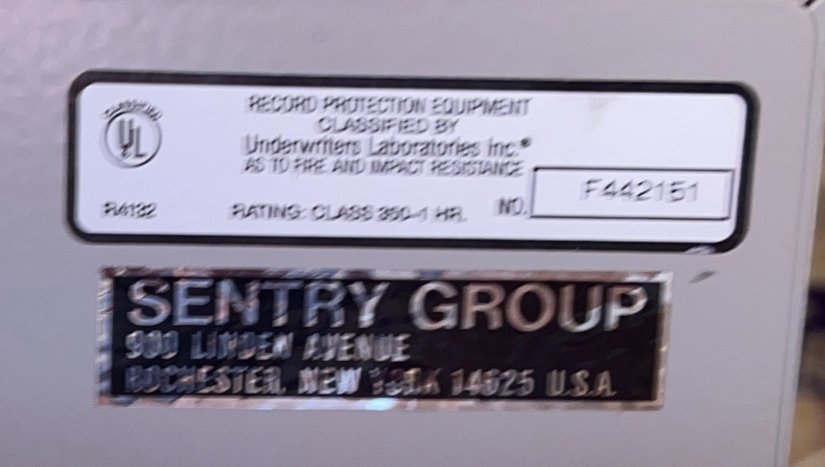 CLASSIFIED
UL
RECORD PROTECTION EQUIPMENT
CLASSIFIED BY
Underwriters Laboratories Inc.®
AS TO FIRE AND IMPACT RESISTANCE
R4132
RATING: CLASS 350-1 HR.
NO. F442151
SENTRY GROUP
900 LINDEN AVENUE
ROCHESTER, NEW YORK 14625 U.S.A.